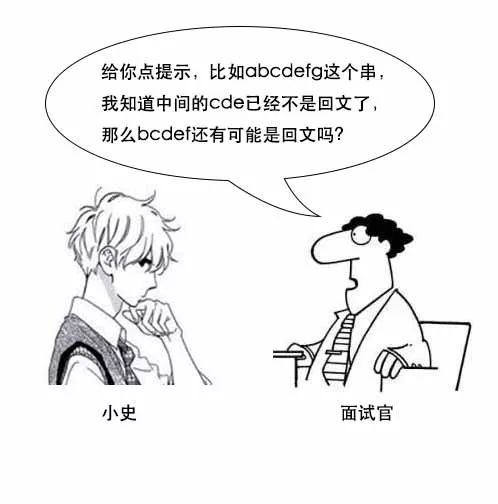 给你点提示，比如abcdefg这个串，
我知道中间的cde已经不是回文了，
那么bcdef还有可能是回文吗？
小史
面试官